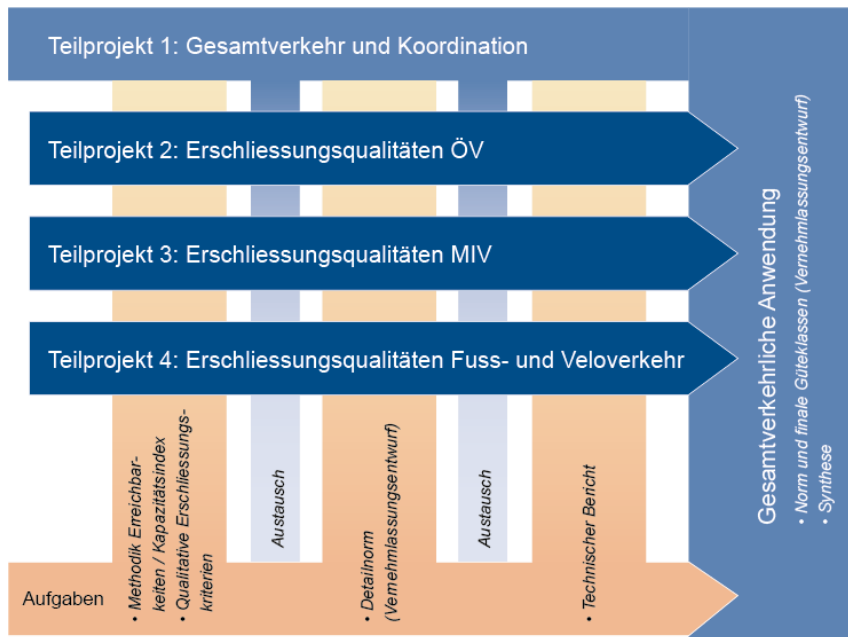 Teilprojekt 1: Gesamtverkehr und Koordination
Teilprojekt 2: Erschliessungsqualitäten ÖV
Teilprojekt 3: Erschliessungsqualitäten MIV
Teilprojekt 4: Erschliessungsqualitäten Fuss- und Veloverkehr
Aufgaben
• Methodik Erreichbar-
keiten / Kapazitätsindex
• Qualitative Erschliessungs-
kriterien
Austausch
• Detailnorm
(Vernehmlassungsentwurf)
Austausch
• Technischer Bericht
Gesamtverkehrliche Anwendung
• Norm und finale Güteklassen (Vernehmlassungsentwurf)
• Synthese